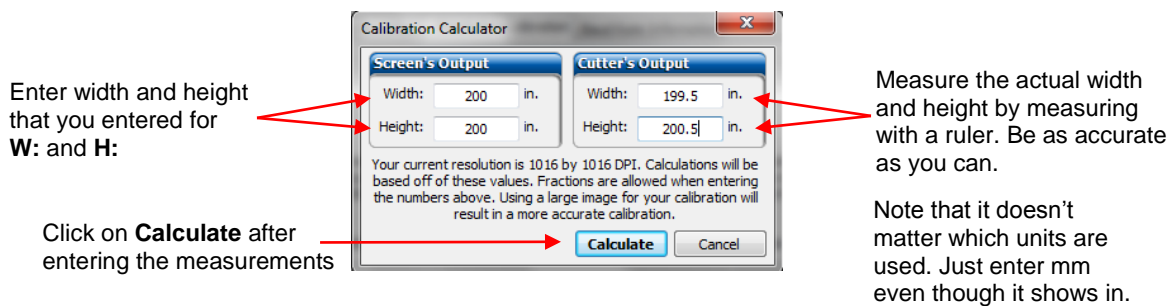 Enter width and height
that you entered for
W: and H:
Click on Calculate after
entering the measurements
Calibration Calculator
Screen's Output
Width: 200 in.
Height: 200 in.
Cutter's Output
Width: 199.5 in.
Height: 200.5 in.
Your current resolution is 1016 by 1016 DPI. Calculations will be
based off of these values. Fractions are allowed when entering
the numbers above. Using a large image for your calibration will
result in a more accurate calibration.
Calculate
Cancel
Measure the actual width
and height by measuring
with a ruler. Be as accurate
as you can.
Note that it doesn't
matter which units are
used. Just enter mm
even though it shows in.